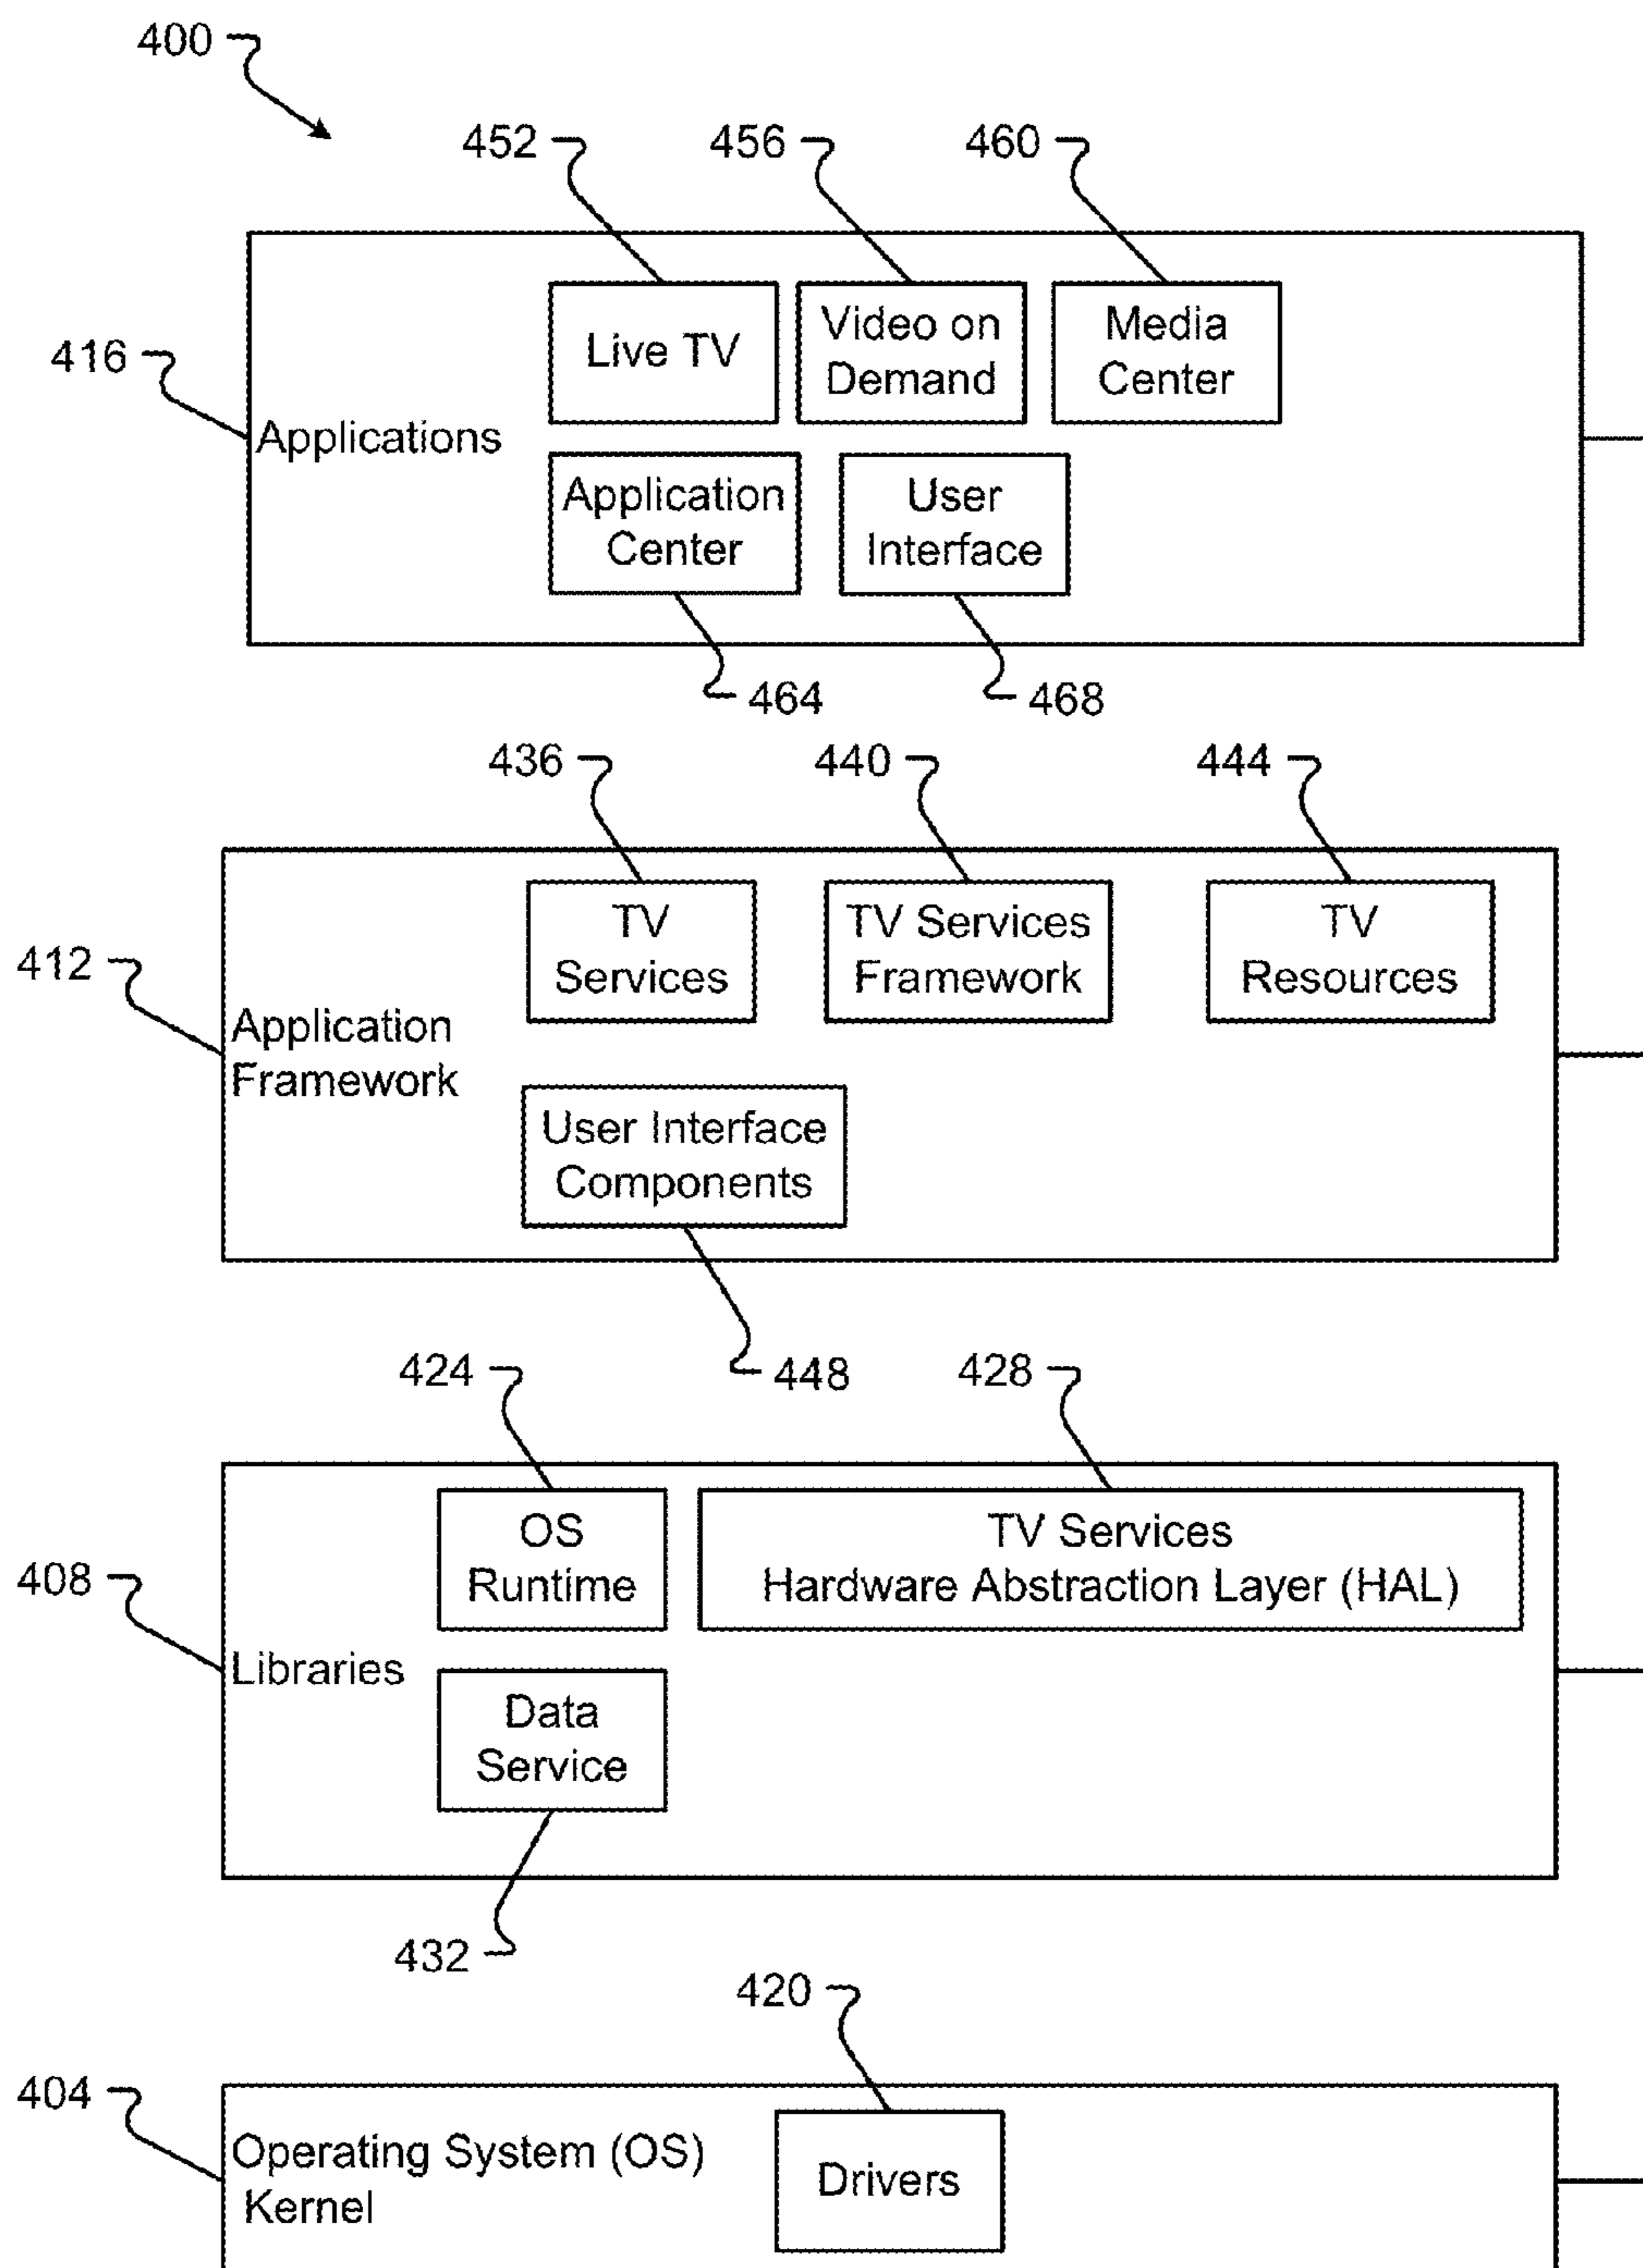 400
452
456
460
416
Applications
Live TV
Video on
Demand
Media
Center
Application
Center
User
Interface
464
468
436
440
444
412
Application
Framework
TV
Services
TV Services
Framework
TV
Resources
User Interface
Components
448
424
428
408
Libraries
OS
Runtime
TV Services
Hardware Abstraction Layer (HAL)
Data
Service
432
420
404
Operating System (OS)
Kernel
Drivers